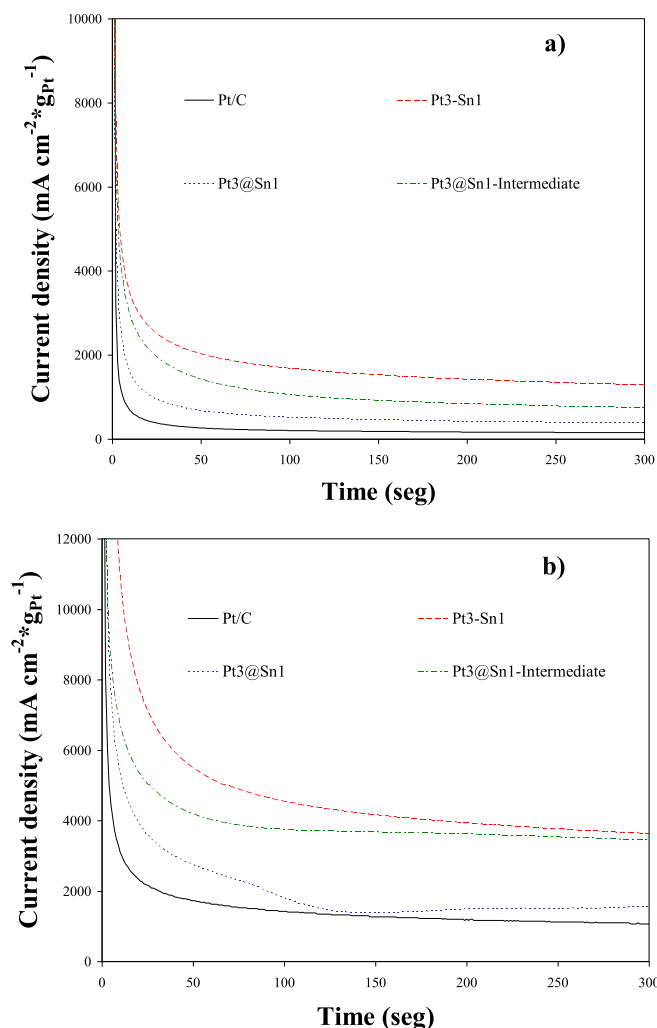 a)
10000
8000
6000
4000
2000
0
Current density (mA cm⁻²*gPt⁻¹)
Pt/C
Pt3-Sn1
Pt3@Sn1
Pt3@Sn1-Intermediate
0 50 100 150 200 250 300
Time (seg)
b)
12000
10000
8000
6000
4000
2000
0
Current density (mA cm⁻²*gPt⁻¹)
Pt/C
Pt3-Sn1
Pt3@Sn1
Pt3@Sn1-Intermediate
0 50 100 150 200 250 300
Time (seg)